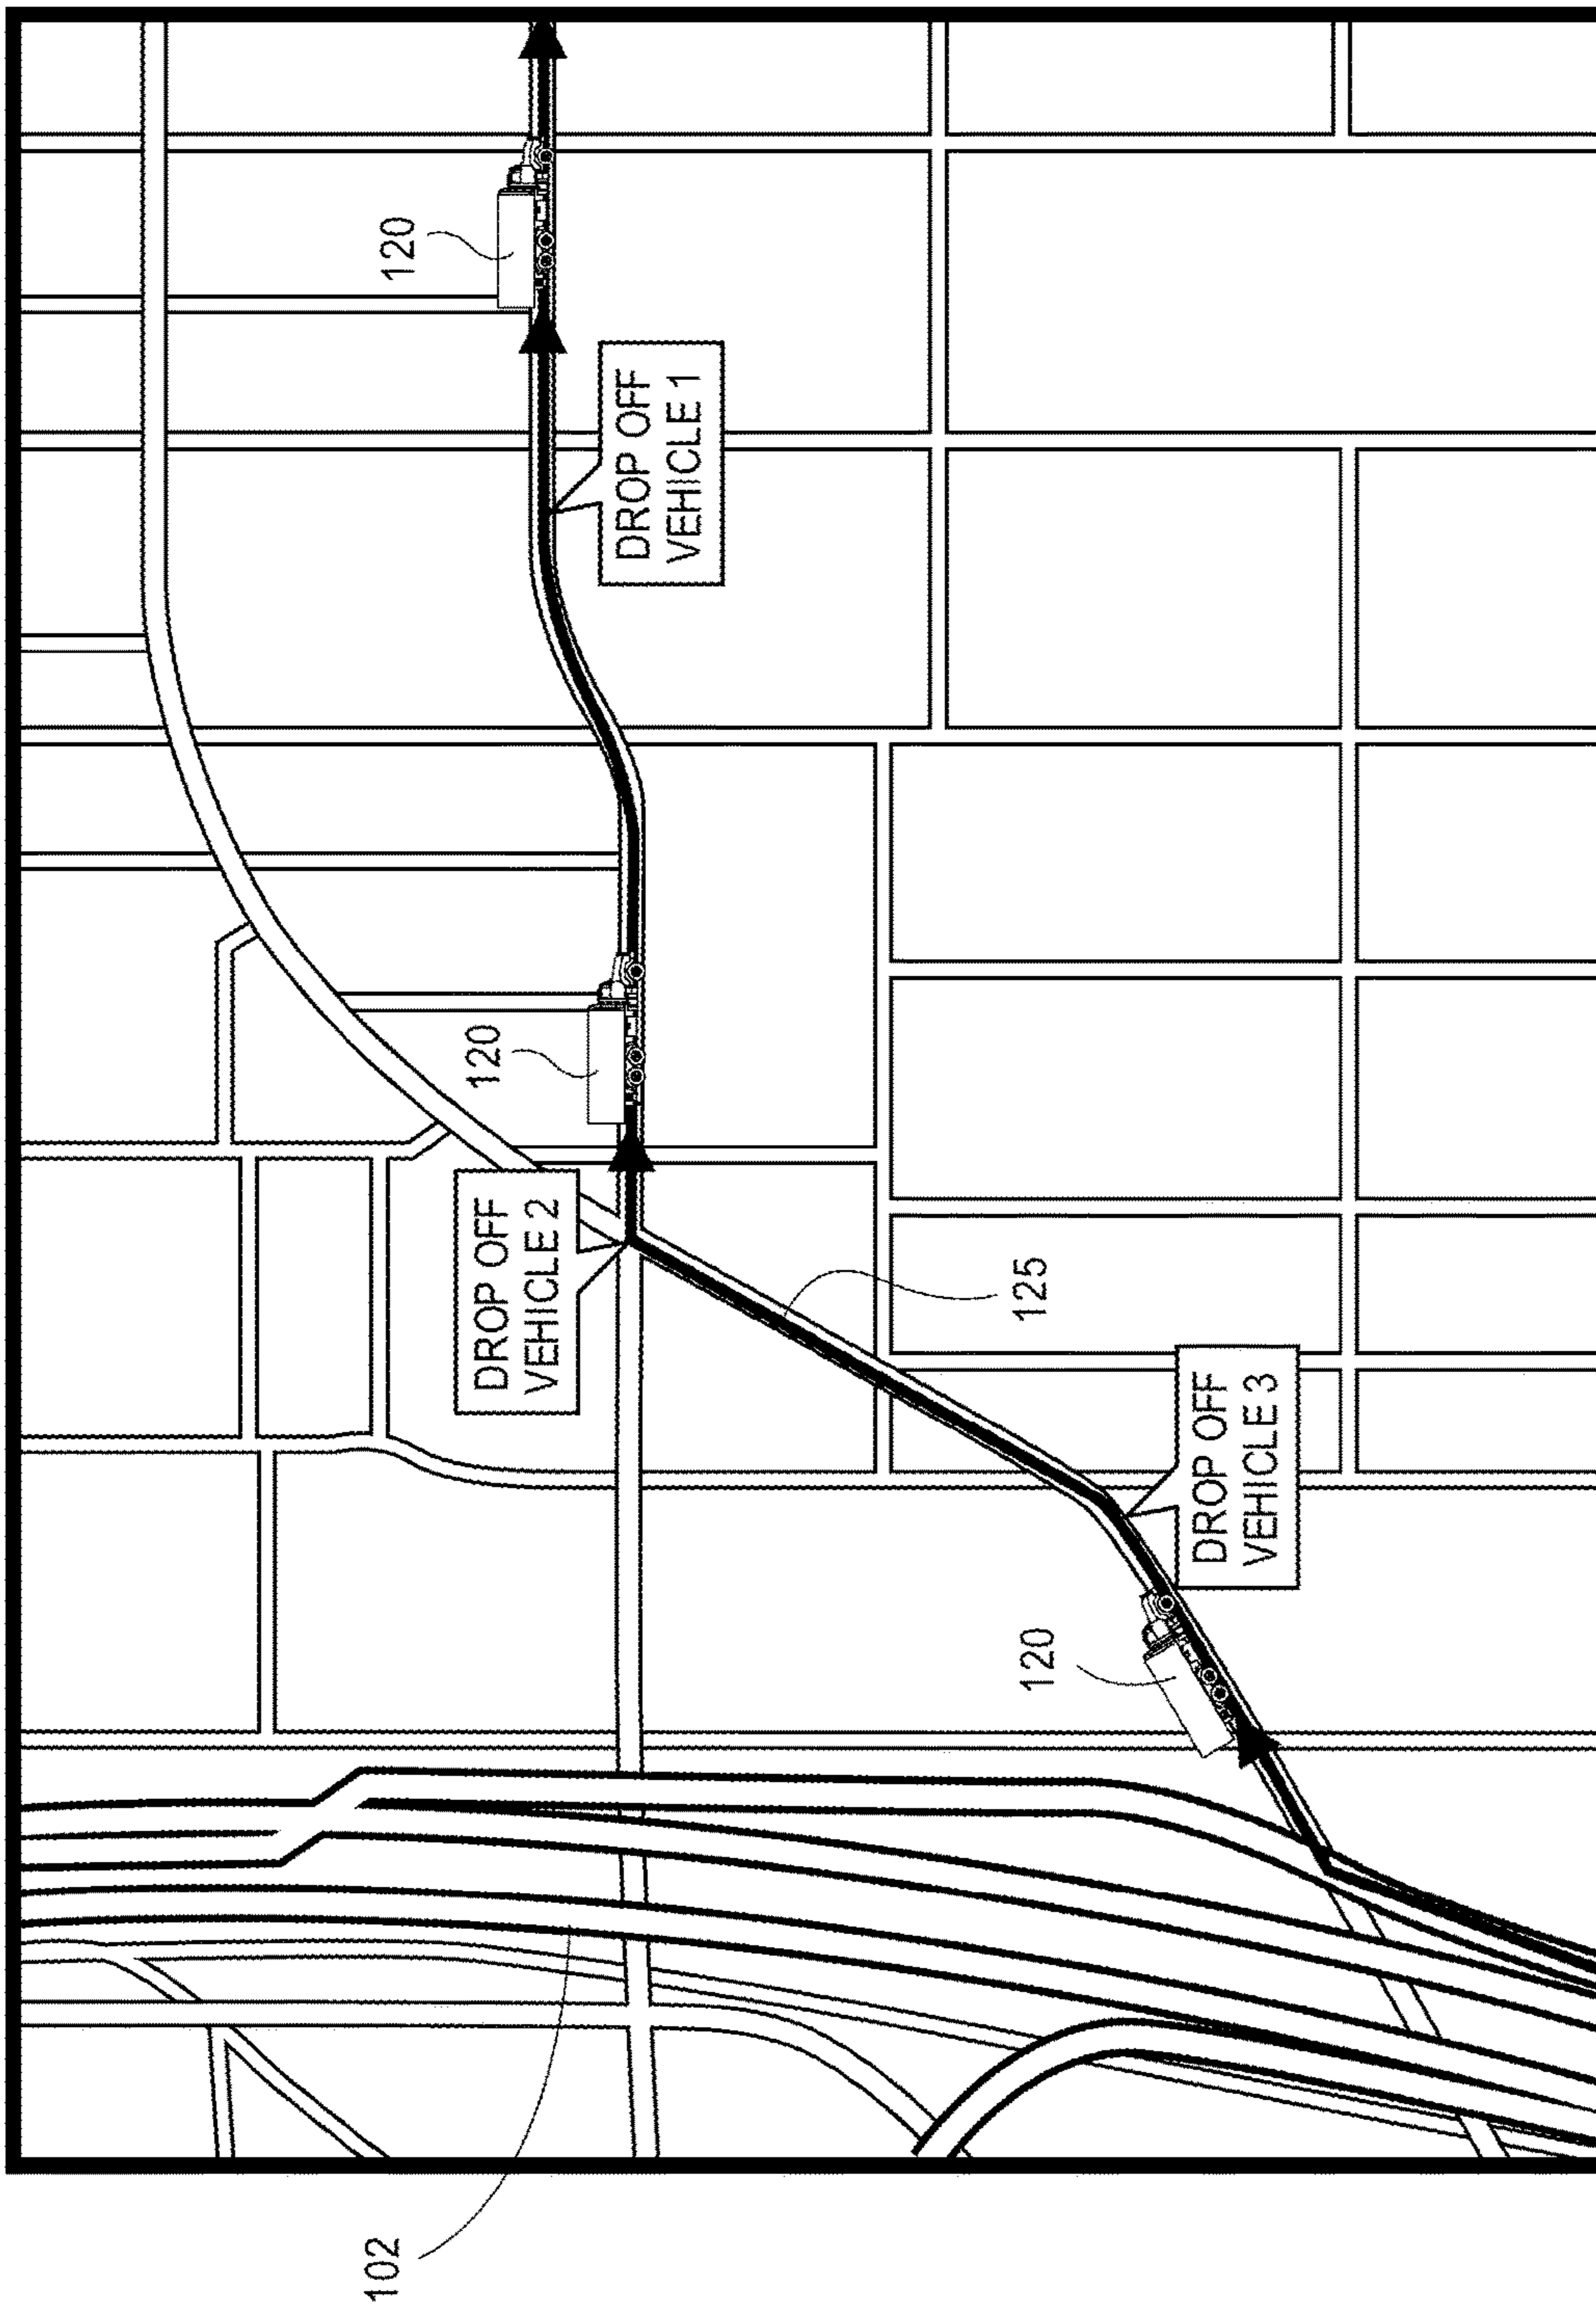 120
DROP OFF
VEHICLE 1
120
DROP OFF
VEHICLE 2
125
DROP OFF
VEHICLE 3
120
102